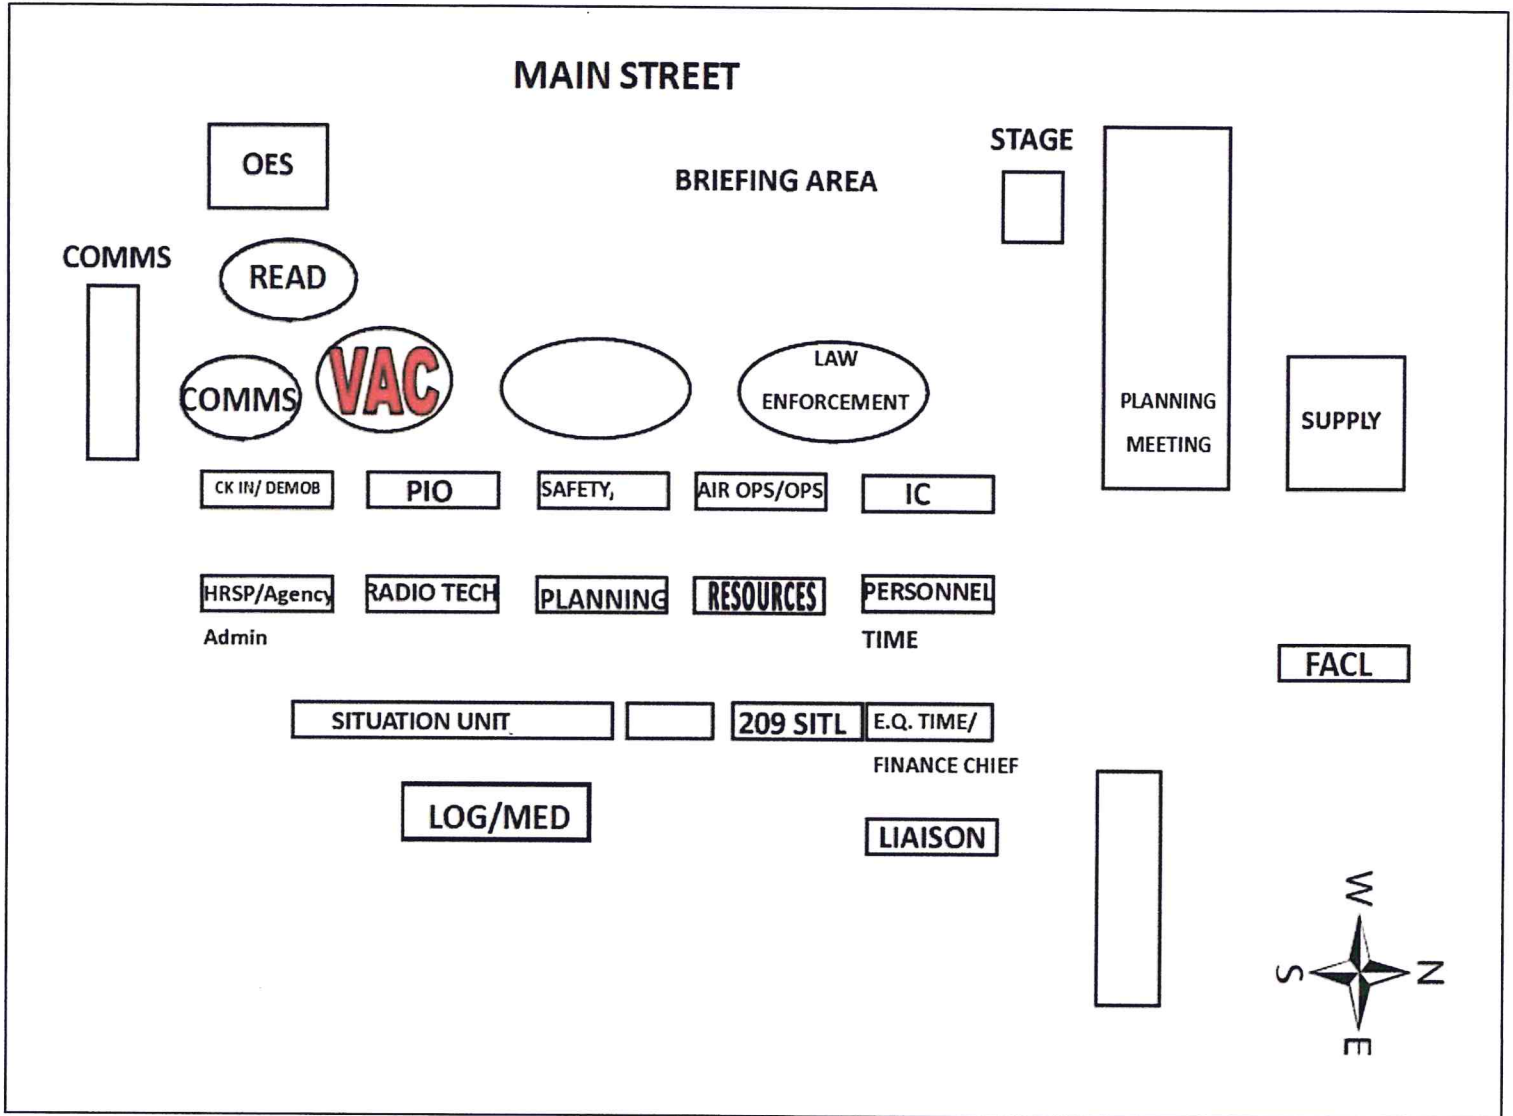 MAIN STREET
STAGE
OES
BRIEFING AREA
COMMS
READ
VAC
COMMS
LAW
ENFORCEMENT
PLANNING
MEETING
SUPPLY
CK IN/ DEMOB
PIO
SAFETY,
AIR OPS/OPS
IC
HRSP/Agency
Admin
RADIO TECH
PLANNING
RESOURCES
PERSONNEL
TIME
FACL
SITUATION UNIT
209 SITL
E.Q. TIME/
FINANCE CHIEF
LOG/MED
LIAISON
W
S
N
E